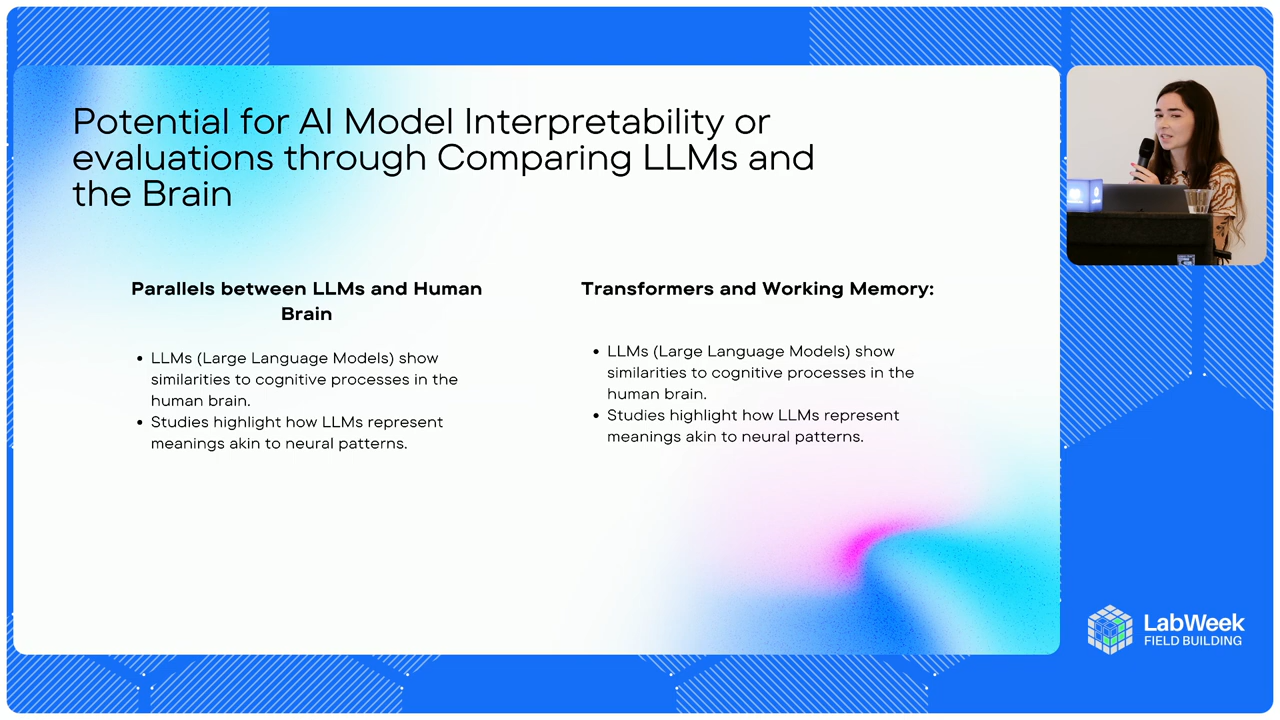 Potential for AI Model Interpretability or
evaluations through Comparing LLMs and
the Brain
Parallels between LLMs and Human
Brain
• LLMs (Large Language Models) show
similarities to cognitive processes in the
human brain.
• Studies highlight how LLMs represent
meanings akin to neural patterns.
Transformers and Working Memory:
• LLMs (Large Language Models) show
similarities to cognitive processes in the
human brain.
• Studies highlight how LLMs represent
meanings akin to neural patterns.
LabWeek
FIELD BUILDING